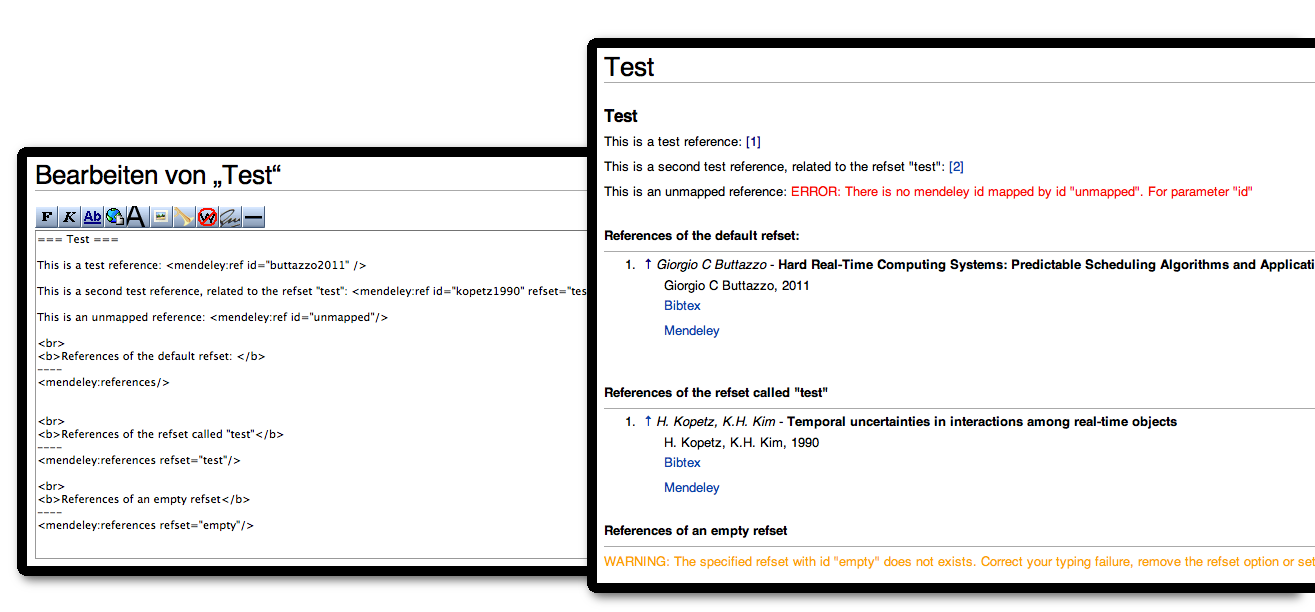 Bearbeiten von „Test“
F K Ab A W
=== Test ===
This is a test reference: <mendeley:ref id="buttazzo2011" />
This is a second test reference, related to the refset "test": <mendeley:ref id="kopetz1990" refset="tes
This is an unmapped reference: <mendeley:ref id="unmapped"/>
<br>
<b>References of the default refset: </b>
----
<mendeley:references/>
<br>
<b>References of the refset called "test"</b>
----
<mendeley:references refset="test"/>
<br>
<b>References of an empty refset</b>
----
<mendeley:references refset="empty"/>
Test
Test
This is a test reference: [1]
This is a second test reference, related to the refset "test": [2]
This is an unmapped reference: ERROR: There is no mendeley id mapped by id "unmapped". For parameter "id"
References of the default refset:
1. ↑ Giorgio C Buttazzo - Hard Real-Time Computing Systems: Predictable Scheduling Algorithms and Applicati
Giorgio C Buttazzo, 2011
Bibtex
Mendeley
References of the refset called "test"
1. ↑ H. Kopetz, K.H. Kim - Temporal uncertainties in interactions among real-time objects
H. Kopetz, K.H. Kim, 1990
Bibtex
Mendeley
References of an empty refset
WARNING: The specified refset with id "empty" does not exists. Correct your typing failure, remove the refset option or set